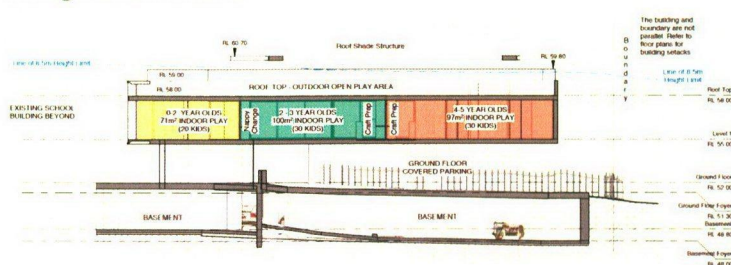 The building and
boundary are not
parallel. Refer to
floor plans for
building setacks
RL 60.70
Roof Shade Structure
Boundary
RL 59.80
Line of 8.5m Height Limit
Line of 8.5m
Height Limit
RL 59.00
RL 58.00
ROOF TOP - OUTDOOR OPEN PLAY AREA
Roof Top
RL 58.00
EXISTING SCHOOL
BUILDING BEYOND
0-2 YEAR OLDS
71m² INDOOR PLAY
(20 KIDS)
Nappy
Change
2-3 YEAR OLDS
100m² INDOOR PLAY
(30 KIDS)
Craft Prap
Craft Prap
4-5 YEAR OLDS
97m² INDOOR PLAY
(30 KIDS)
Level
RL 55.00
GROUND FLOOR
COVERED PARKING
Ground Floor
RL 52.00
Ground Floor Foyer
RL 51.30
BASEMENT
BASEMENT
Basement
Basement Foyer